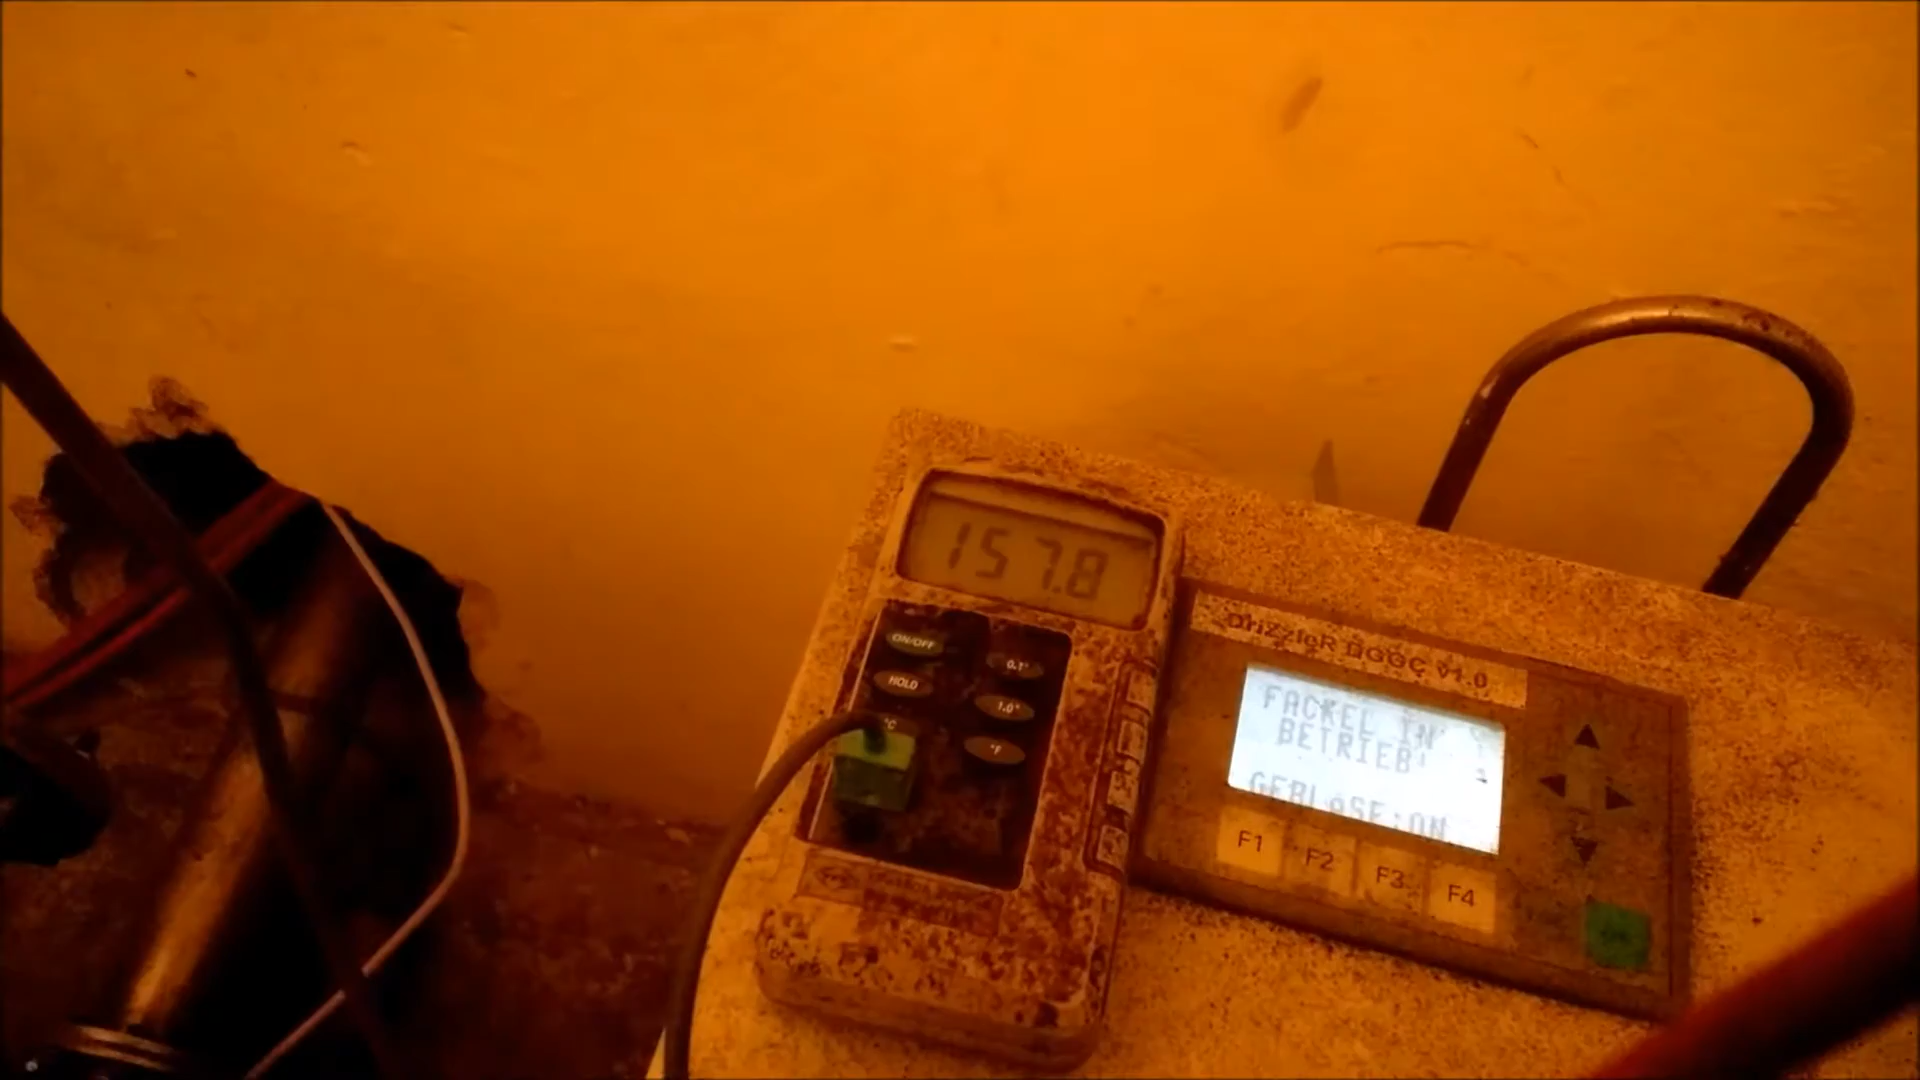 157.8
ON/OFF
0.1°
HOLD
1.0°
°C
°F
DriZzleR DGGC v1.0
FACKEL IN
BETRIEB
GEBLäSE:ON
F1 F2 F3 F4